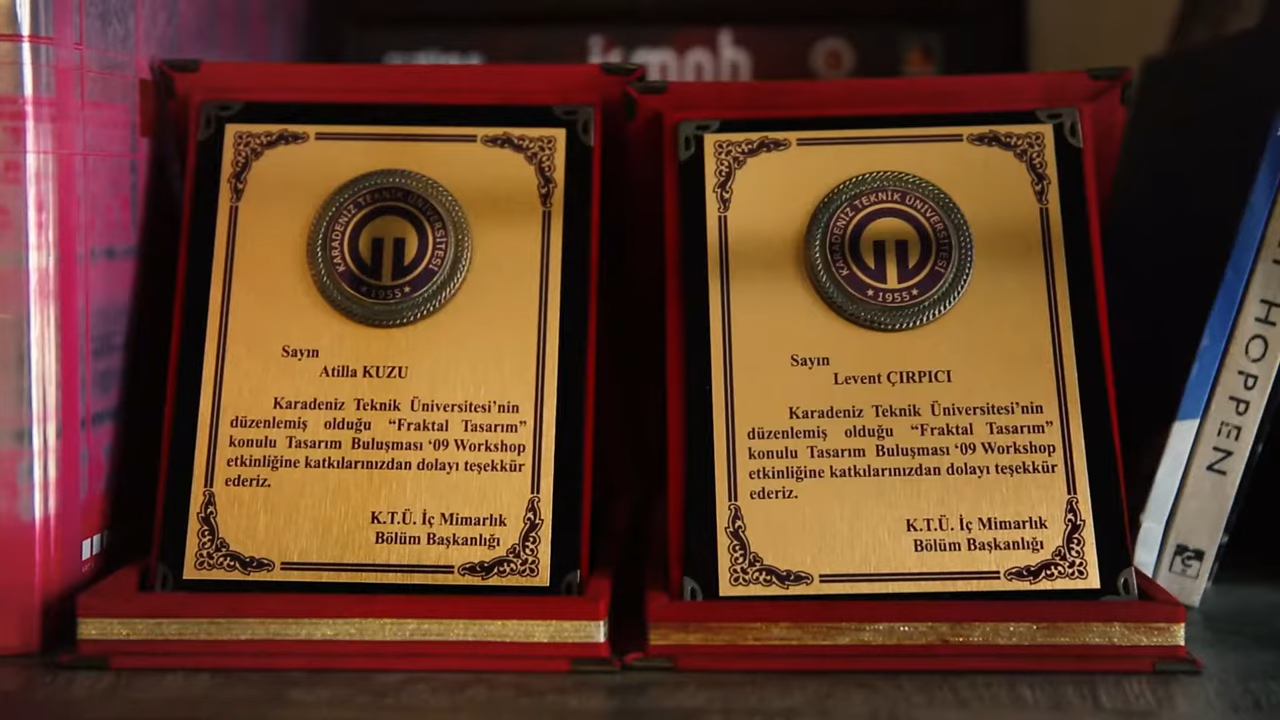 KARADENİZ TEKNİK ÜNİVERSİTESİ
★1955★
Sayın
Atilla KUZU
Karadeniz Teknik Üniversitesi’nin
düzenlemiş olduğu “Fraktal Tasarım”
konulu Tasarım Buluşması ‘09 Workshop
etkinliğine katkılarınızdan dolayı teşekkür
ederiz.
K.T.Ü. İç Mimarlık
Bölüm Başkanlığı
KARADENİZ TEKNİK ÜNİVERSİTESİ
★1955★
Sayın
Levent ÇIRPICI
Karadeniz Teknik Üniversitesi’nin
düzenlemiş olduğu “Fraktal Tasarım”
konulu Tasarım Buluşması ‘09 Workshop
etkinliğine katkılarınızdan dolayı teşekkür
ederiz.
K.T.Ü. İç Mimarlık
Bölüm Başkanlığı
HOPPEN